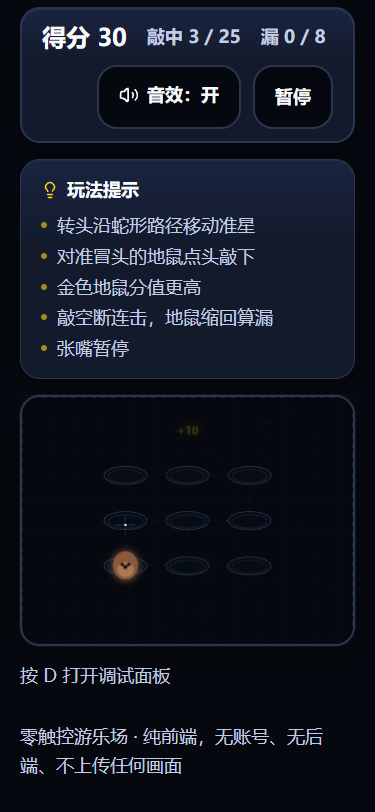 得分 30 敲中 3 / 25 漏 0 / 8
音效：开 暂停
玩法提示
转头沿蛇形路径移动准星
对准冒头的地鼠点头敲下
金色地鼠分值更高
敲空断连击，地鼠缩回算漏
张嘴暂停
+10
按 D 打开调试面板
零触控游乐场 · 纯前端，无账号、无后
端、不上传任何画面